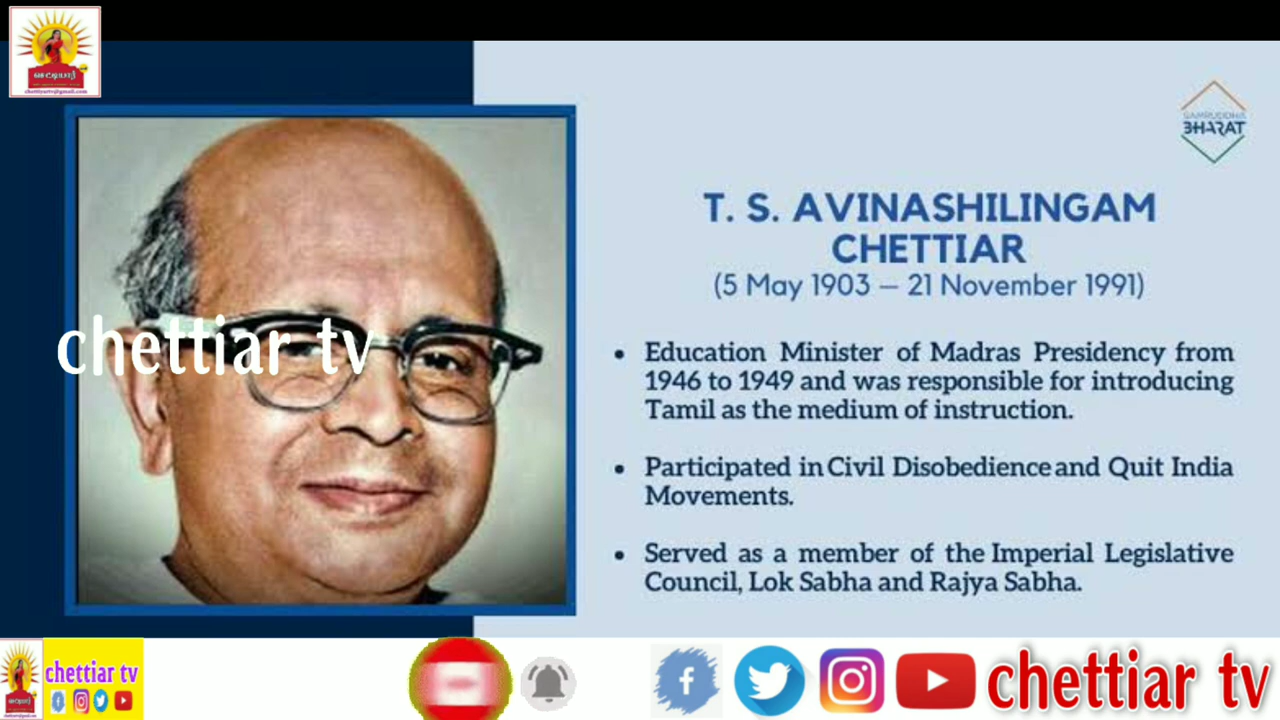 chettiyartv@gmail.com
SAMRUDDHA
BHARAT
T. S. AVINASHILINGAM
CHETTIAR
(5 May 1903 – 21 November 1991)
chettiar tv
• Education Minister of Madras Presidency from
1946 to 1949 and was responsible for introducing
Tamil as the medium of instruction.
• Participated in Civil Disobedience and Quit India
Movements.
• Served as a member of the Imperial Legislative
Council, Lok Sabha and Rajya Sabha.
chettiar tv
chettiar tv